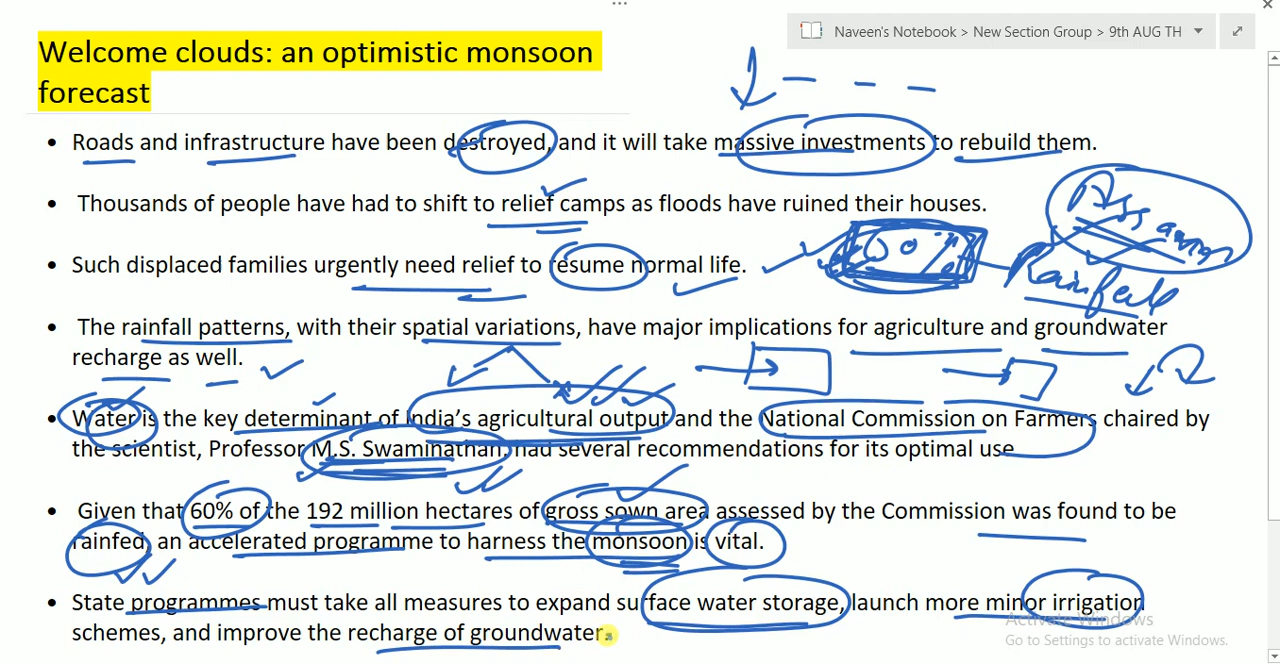 Naveen's Notebook > New Section Group > 9th AUG TH
Welcome clouds: an optimistic monsoon
forecast
• Roads and infrastructure have been destroyed, and it will take massive investments to rebuild them.
• Thousands of people have had to shift to relief camps as floods have ruined their houses.
• Such displaced families urgently need relief to resume normal life.
Rainfall
• The rainfall patterns, with their spatial variations, have major implications for agriculture and groundwater
recharge as well.
• Water is the key determinant of India's agricultural output and the National Commission on Farmers chaired by
the scientist, Professor M.S. Swaminathan, had several recommendations for its optimal use
• Given that 60% of the 192 million hectares of gross sown area assessed by the Commission was found to be
rainfed, an accelerated programme to harness the monsoon is vital.
• State programmes must take all measures to expand surface water storage, launch more minor irrigation
schemes, and improve the recharge of groundwater.
Activate Windows
Go to Settings to activate Windows.